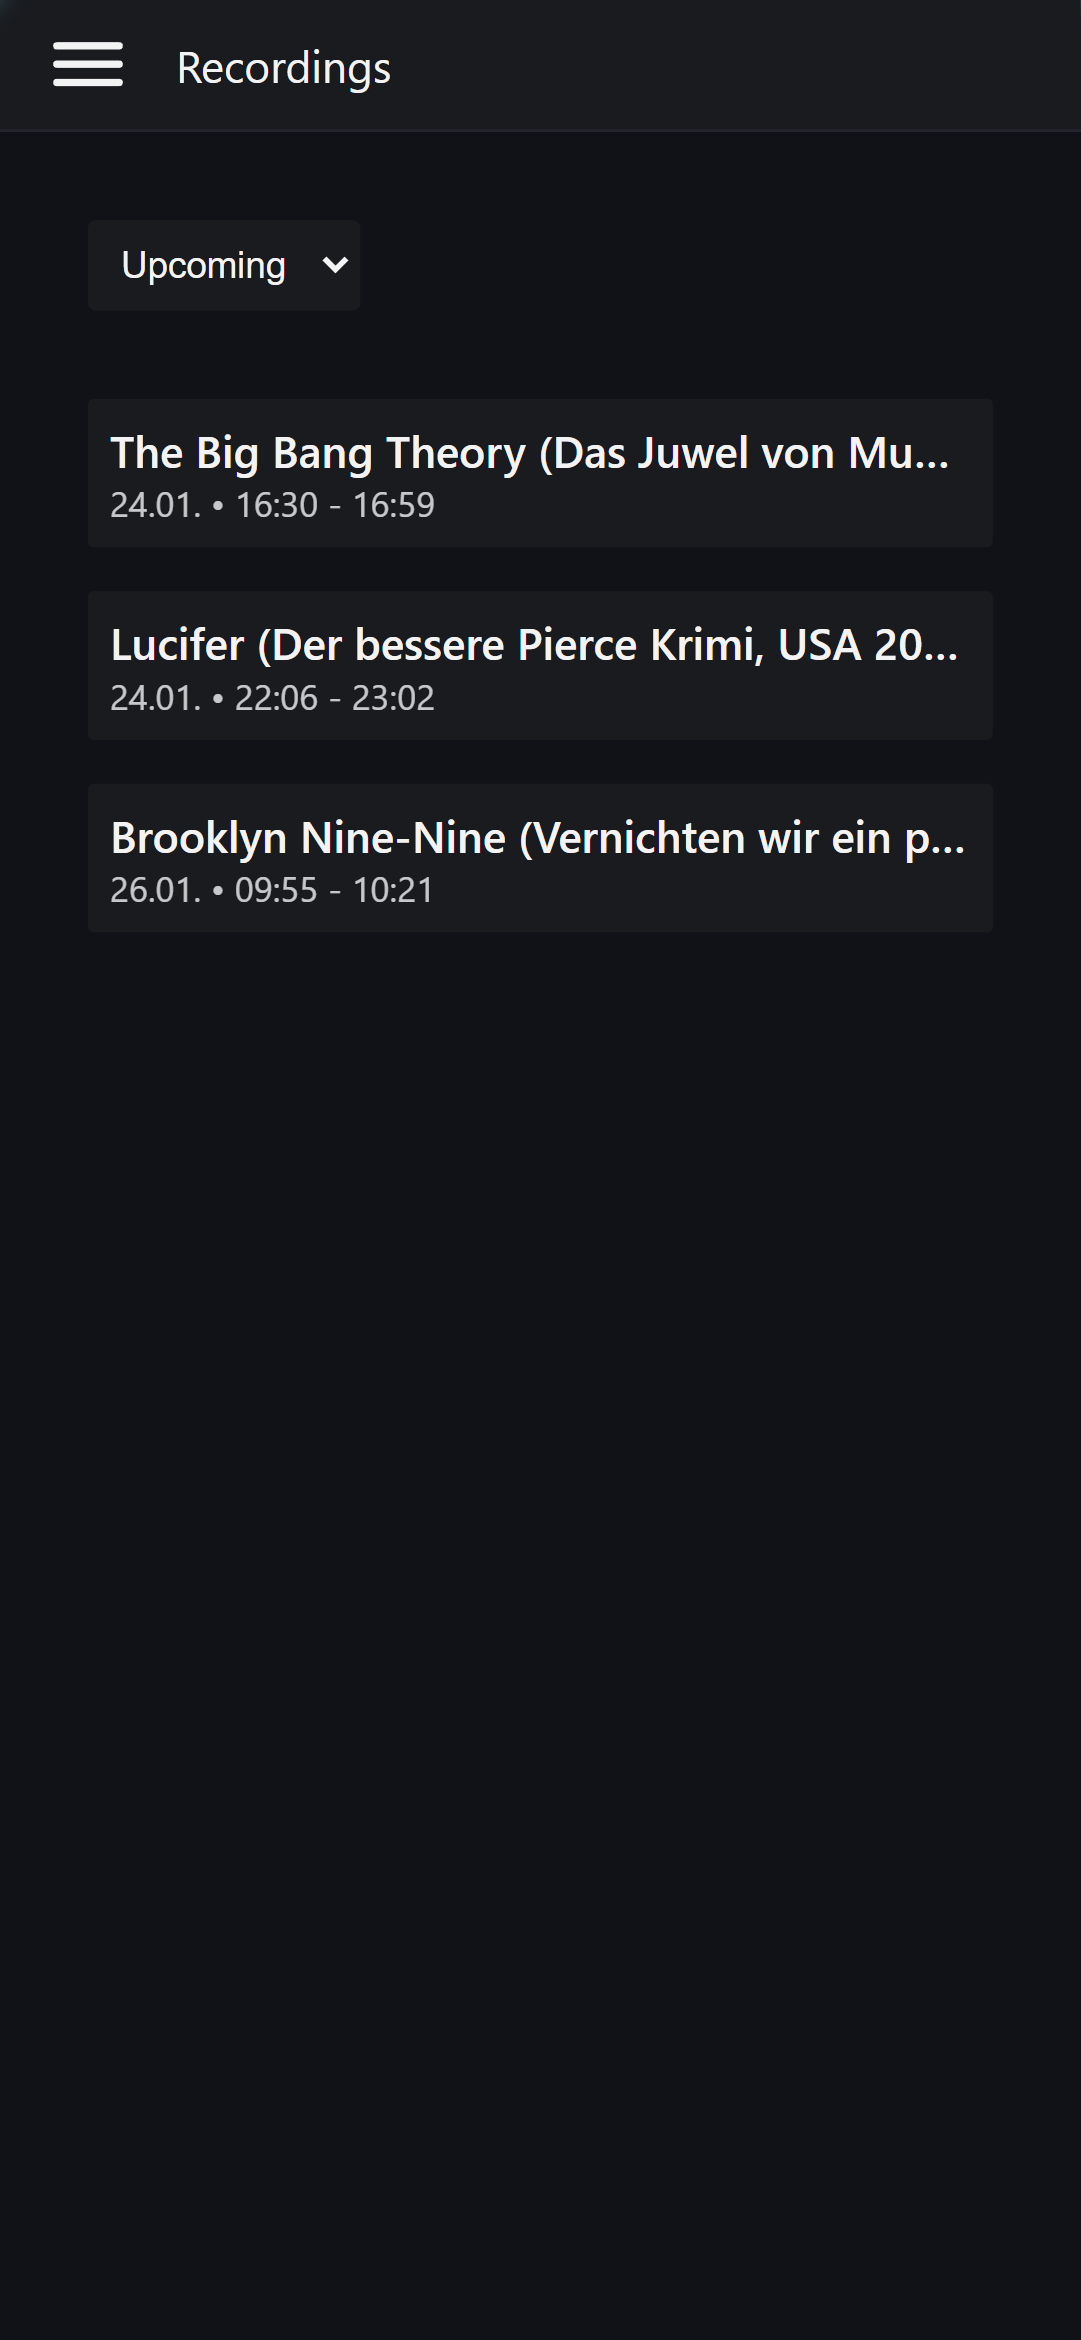 Recordings
Upcoming
The Big Bang Theory (Das Juwel von Mu...
24.01. • 16:30 - 16:59
Lucifer (Der bessere Pierce Krimi, USA 20...
24.01. • 22:06 - 23:02
Brooklyn Nine-Nine (Vernichten wir ein p...
26.01. • 09:55 - 10:21